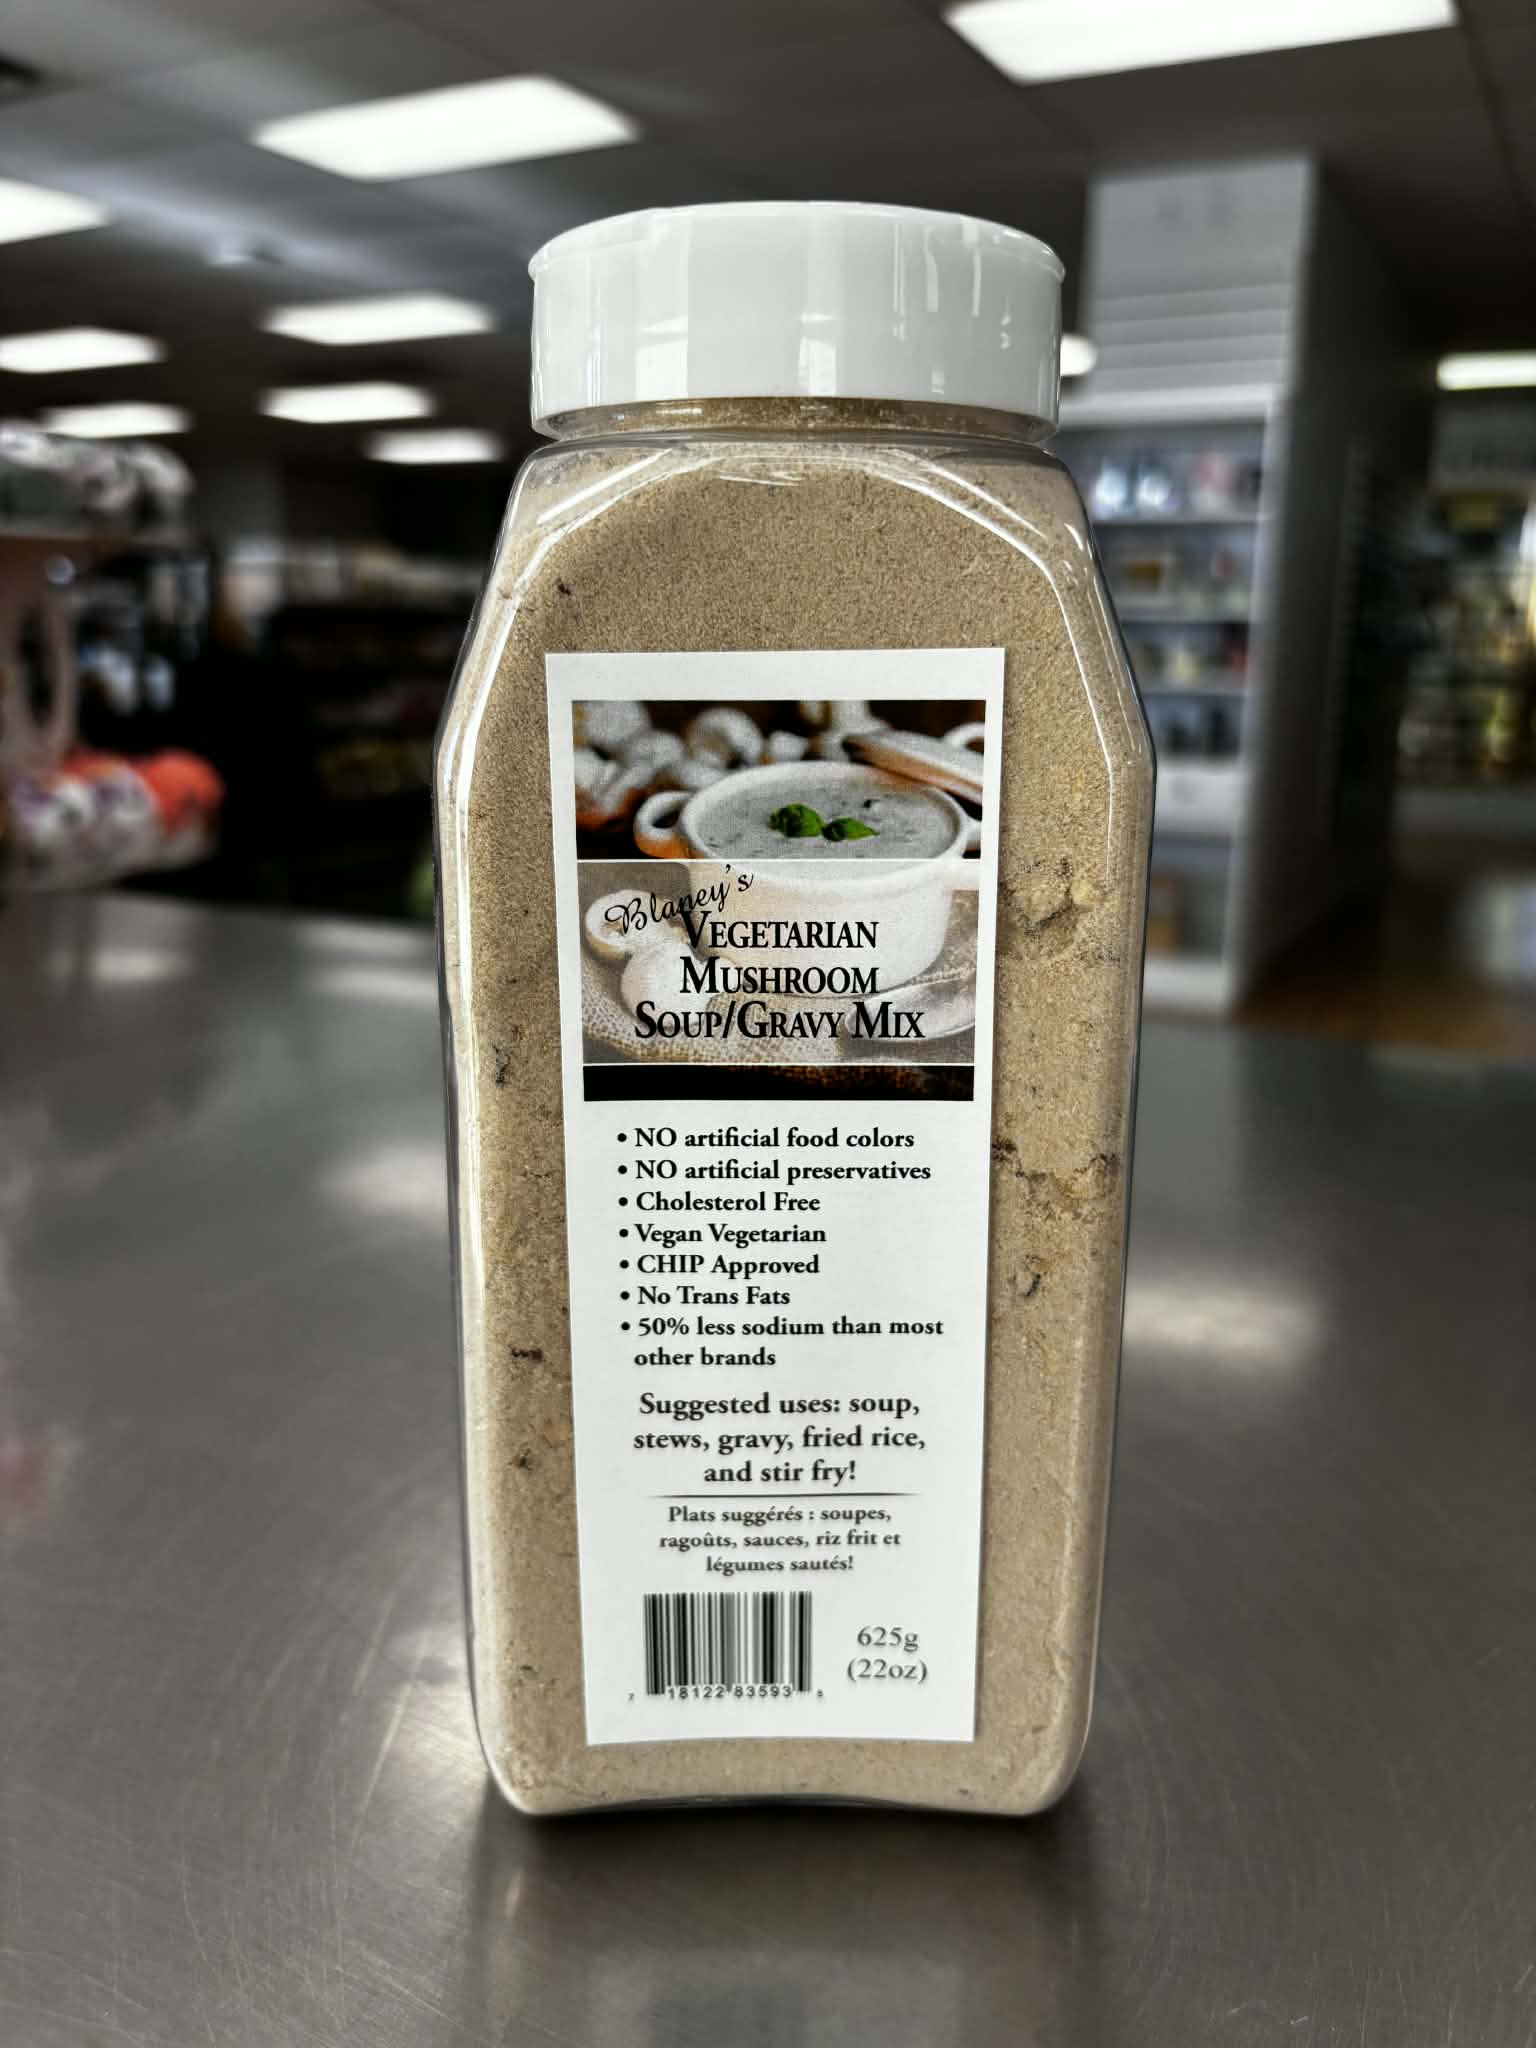 Blaney's
VEGETARIAN
MUSHROOM
SOUP/GRAVY MIX
• NO artificial food colors
• NO artificial preservatives
• Cholesterol Free
• Vegan Vegetarian
• CHIP Approved
• No Trans Fats
• 50% less sodium than most
other brands
Suggested uses: soup,
stews, gravy, fried rice,
and stir fry!
Plats suggérés : soupes,
ragoûts, sauces, riz frit et
légumes sautés!
625g
(22oz)
7 18122 83593 5